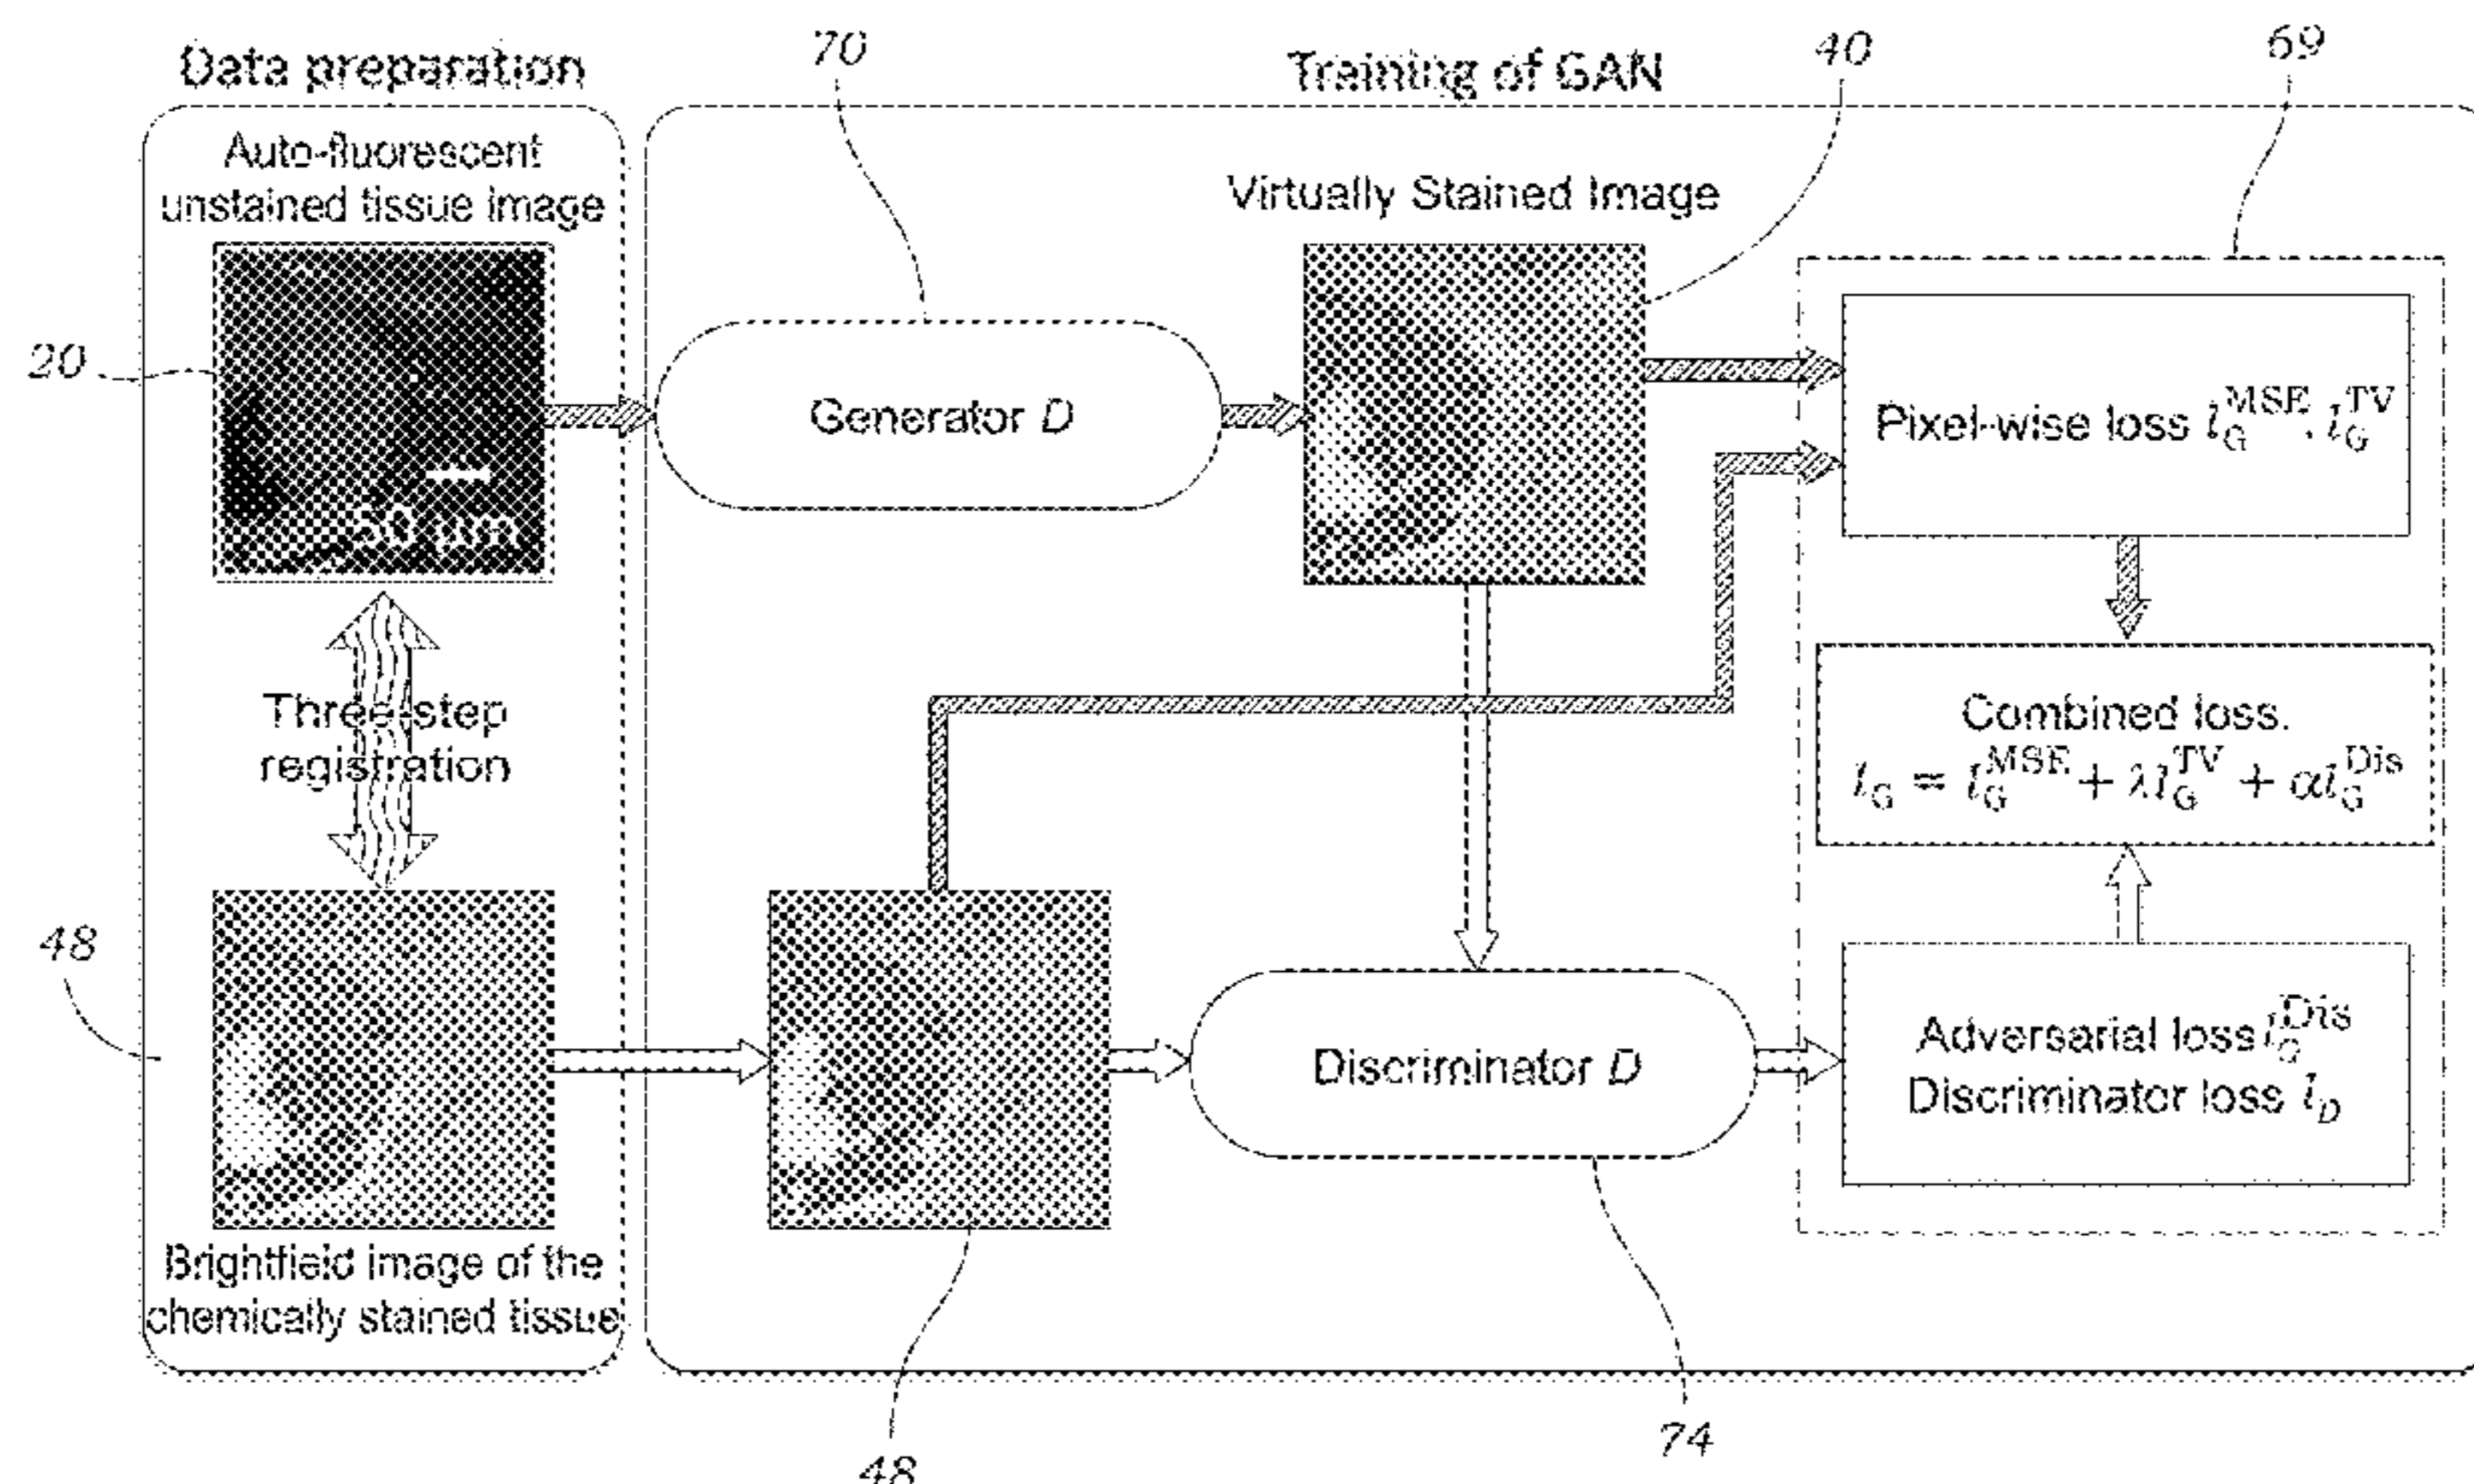 70
40
69
Data preparation
Training of GAN
Auto-fluorescent
unstained tissue image
Virtually Stained Image
20
Generator D
Pixel-wise loss l_G^MSE, l_G^TV
50 μm
Three-step
registration
Combined loss.
l_G = l_G^MSE + λl_G^TV + αl_G^Dis
48
Discriminator D
Adversarial loss l_G^Dis
Discriminator loss l_D
Brightfield image of the
chemically stained tissue
48
74